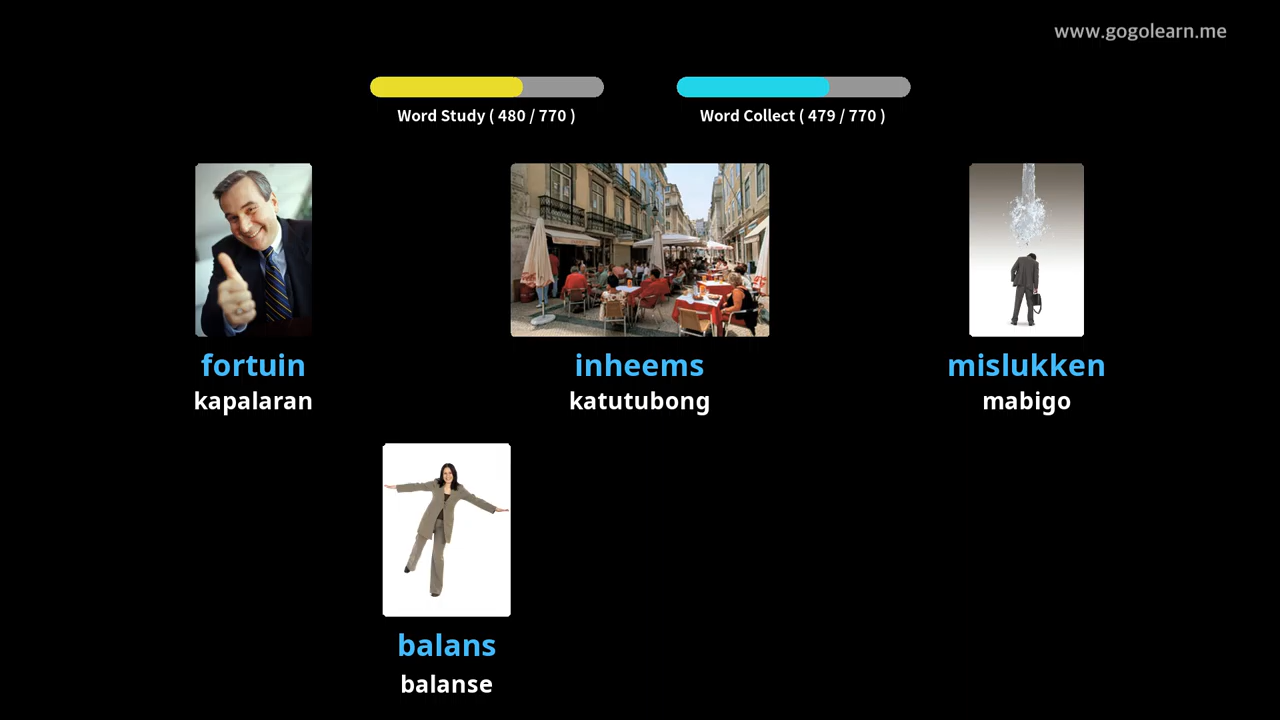 www.gogolearn.me
Word Study ( 480 / 770 )
Word Collect ( 479 / 770 )
fortuin
kapalaran
inheems
katutubong
mislukken
mabigo
balans
balanse